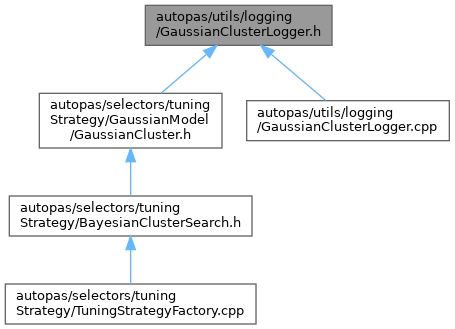 autopas/utils/logging
/GaussianClusterLogger.h
autopas/selectors/tuning
Strategy/GaussianModel
/GaussianCluster.h
autopas/utils/logging
/GaussianClusterLogger.cpp
autopas/selectors/tuning
Strategy/BayesianClusterSearch.h
autopas/selectors/tuning
Strategy/TuningStrategyFactory.cpp